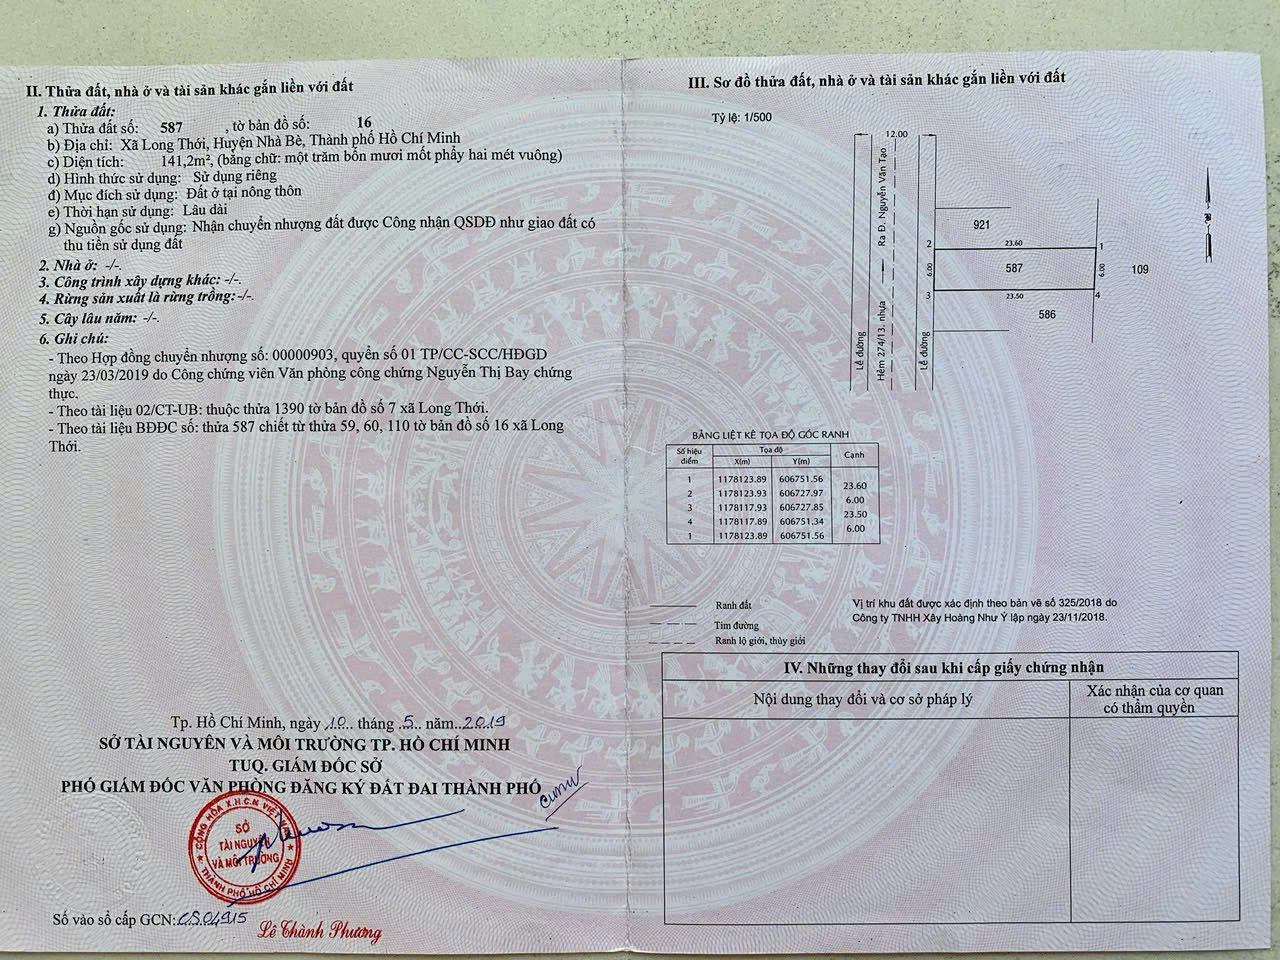 II. Thửa đất, nhà ở và tài sản khác gắn liền với đất
1. Thửa đất:
a) Thửa đất số: 587 , tờ bản đồ số: 16
b) Địa chỉ: Xã Long Thới, Huyện Nhà Bè, Thành phố Hồ Chí Minh
c) Diện tích: 141,2m², (bằng chữ: một trăm bốn mươi mốt phẩy hai mét vuông)
d) Hình thức sử dụng: Sử dụng riêng
đ) Mục đích sử dụng: Đất ở tại nông thôn
e) Thời hạn sử dụng: Lâu dài
g) Nguồn gốc sử dụng: Nhận chuyển nhượng đất được Công nhận QSDĐ như giao đất có
thu tiền sử dụng đất
2. Nhà ở: -/-.
3. Công trình xây dựng khác: -/-.
4. Rừng sản xuất là rừng trồng:-/-.
5. Cây lâu năm: -/-.
6. Ghi chú:
- Theo Hợp đồng chuyển nhượng số: 00000903, quyển số 01 TP/CC-SCC/HĐGD
ngày 23/03/2019 do Công chứng viên Văn phòng công chứng Nguyễn Thị Bay chứng
thực.
- Theo tài liệu 02/CT-UB: thuộc thửa 1390 tờ bản đồ số 7 xã Long Thới.
- Theo tài liệu BĐĐC số: thửa 587 chiết từ thửa 59, 60, 110 tờ bản đồ số 16 xã Long
Thới.
Tp. Hồ Chí Minh, ngày 10 tháng 5 năm 2019
SỞ TÀI NGUYÊN VÀ MÔI TRƯỜNG TP. HỒ CHÍ MINH
TUQ. GIÁM ĐỐC SỞ
PHÓ GIÁM ĐỐC VĂN PHÒNG ĐĂNG KÝ ĐẤT ĐAI THÀNH PHỐ
CỘNG HÒA X.H.C.N VIỆT NAM
SỞ
TÀI NGUYÊN
VÀ MÔI TRƯỜNG
THÀNH PHỐ HỒ CHÍ MINH
Số vào sổ cấp GCN: CS04915
Lê Thành Phương
III. Sơ đồ thửa đất, nhà ở và tài sản khác gắn liền với đất
Tỷ lệ: 1/500
12.00
Lề đường
Hẻm 274/13, nhựa
Ra Đ. Nguyễn Văn Tạo
Lề đường
921
2
23.60
1
6.00
587
6.00
109
3
23.50
4
586
BẢNG LIỆT KÊ TỌA ĐỘ GÓC RANH
Số hiệu điểm Tọa độ Cạnh
X(m) Y(m)
1 1178123.89 606751.56
23.60
2 1178123.93 606727.97
6.00
3 1178117.93 606727.85
23.50
4 1178117.89 606751.34
6.00
1 1178123.89 606751.56
Ranh đất
Tim đường
Ranh lộ giới, thủy giới
Vị trí khu đất được xác định theo bản vẽ số 325/2018 do
Công ty TNHH Xây Hoàng Như Ý lập ngày 23/11/2018.
IV. Những thay đổi sau khi cấp giấy chứng nhận
Nội dung thay đổi và cơ sở pháp lý
Xác nhận của cơ quan
có thẩm quyền